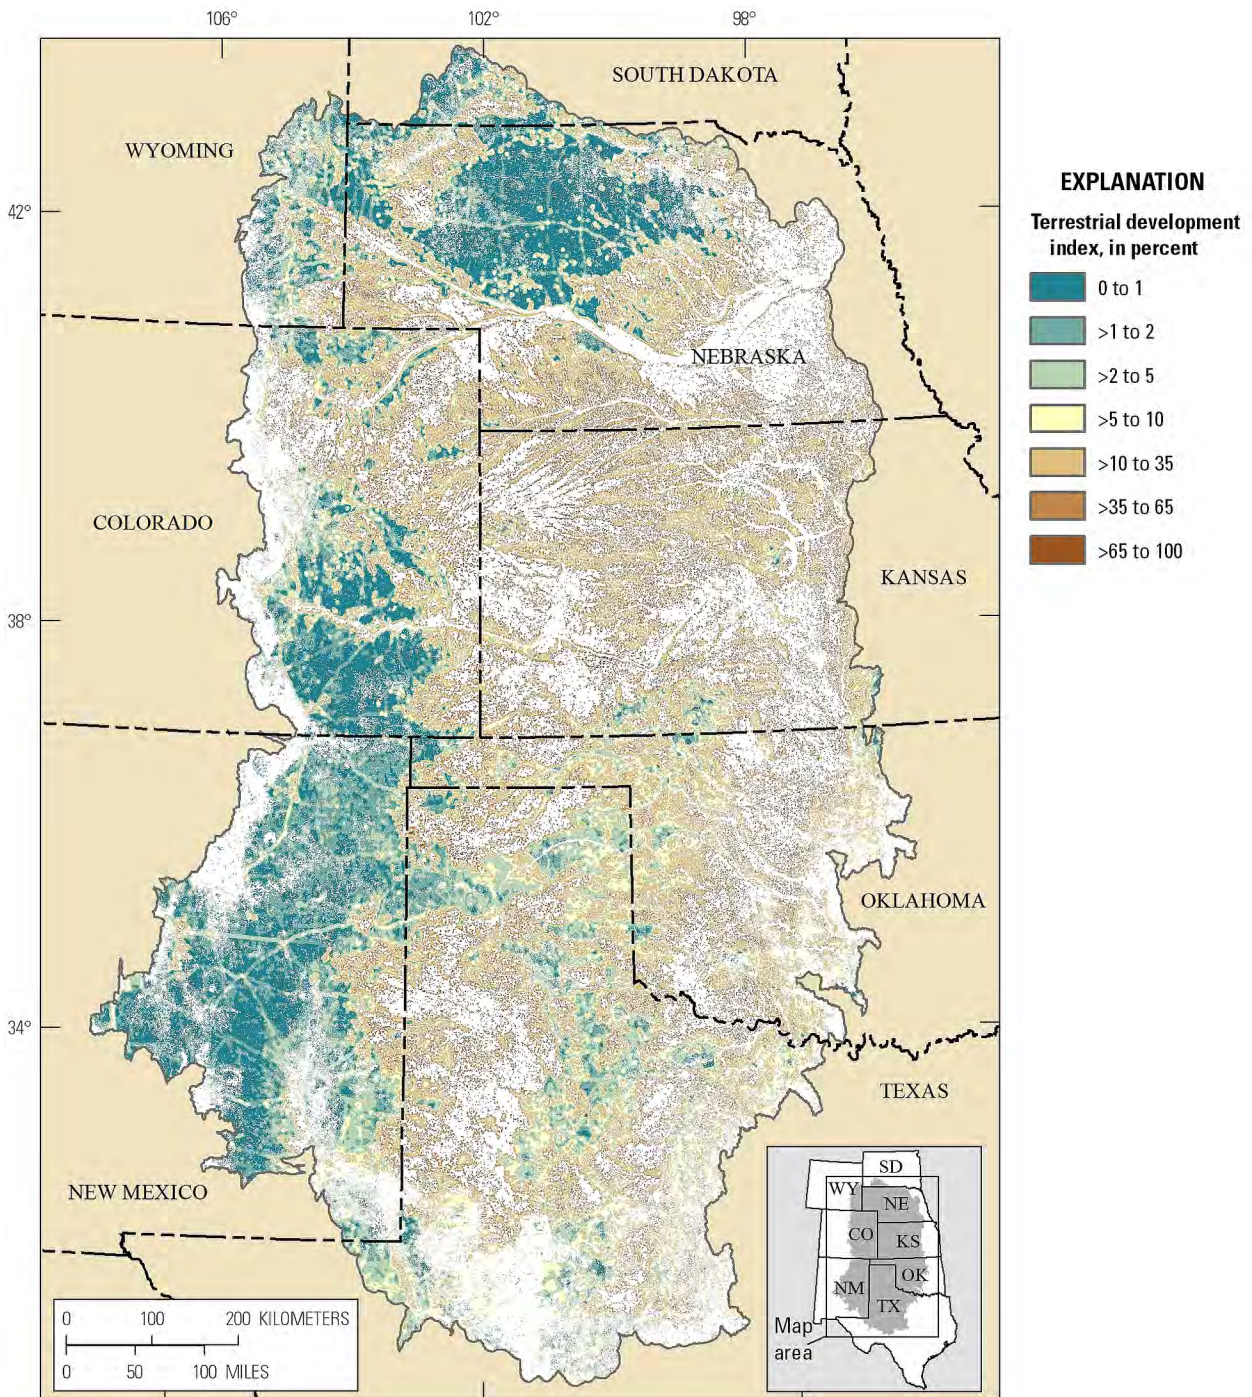 106°
102°
98°
SOUTH DAKOTA
WYOMING
42°
EXPLANATION
Terrestrial development
index, in percent
0 to 1
>1 to 2
>2 to 5
>5 to 10
>10 to 35
>35 to 65
>65 to 100
NEBRASKA
COLORADO
KANSAS
38°
OKLAHOMA
34°
TEXAS
NEW MEXICO
0 100 200 KILOMETERS
0 50 100 MILES
SD
WY
NE
CO
KS
OK
NM
TX
Map
area